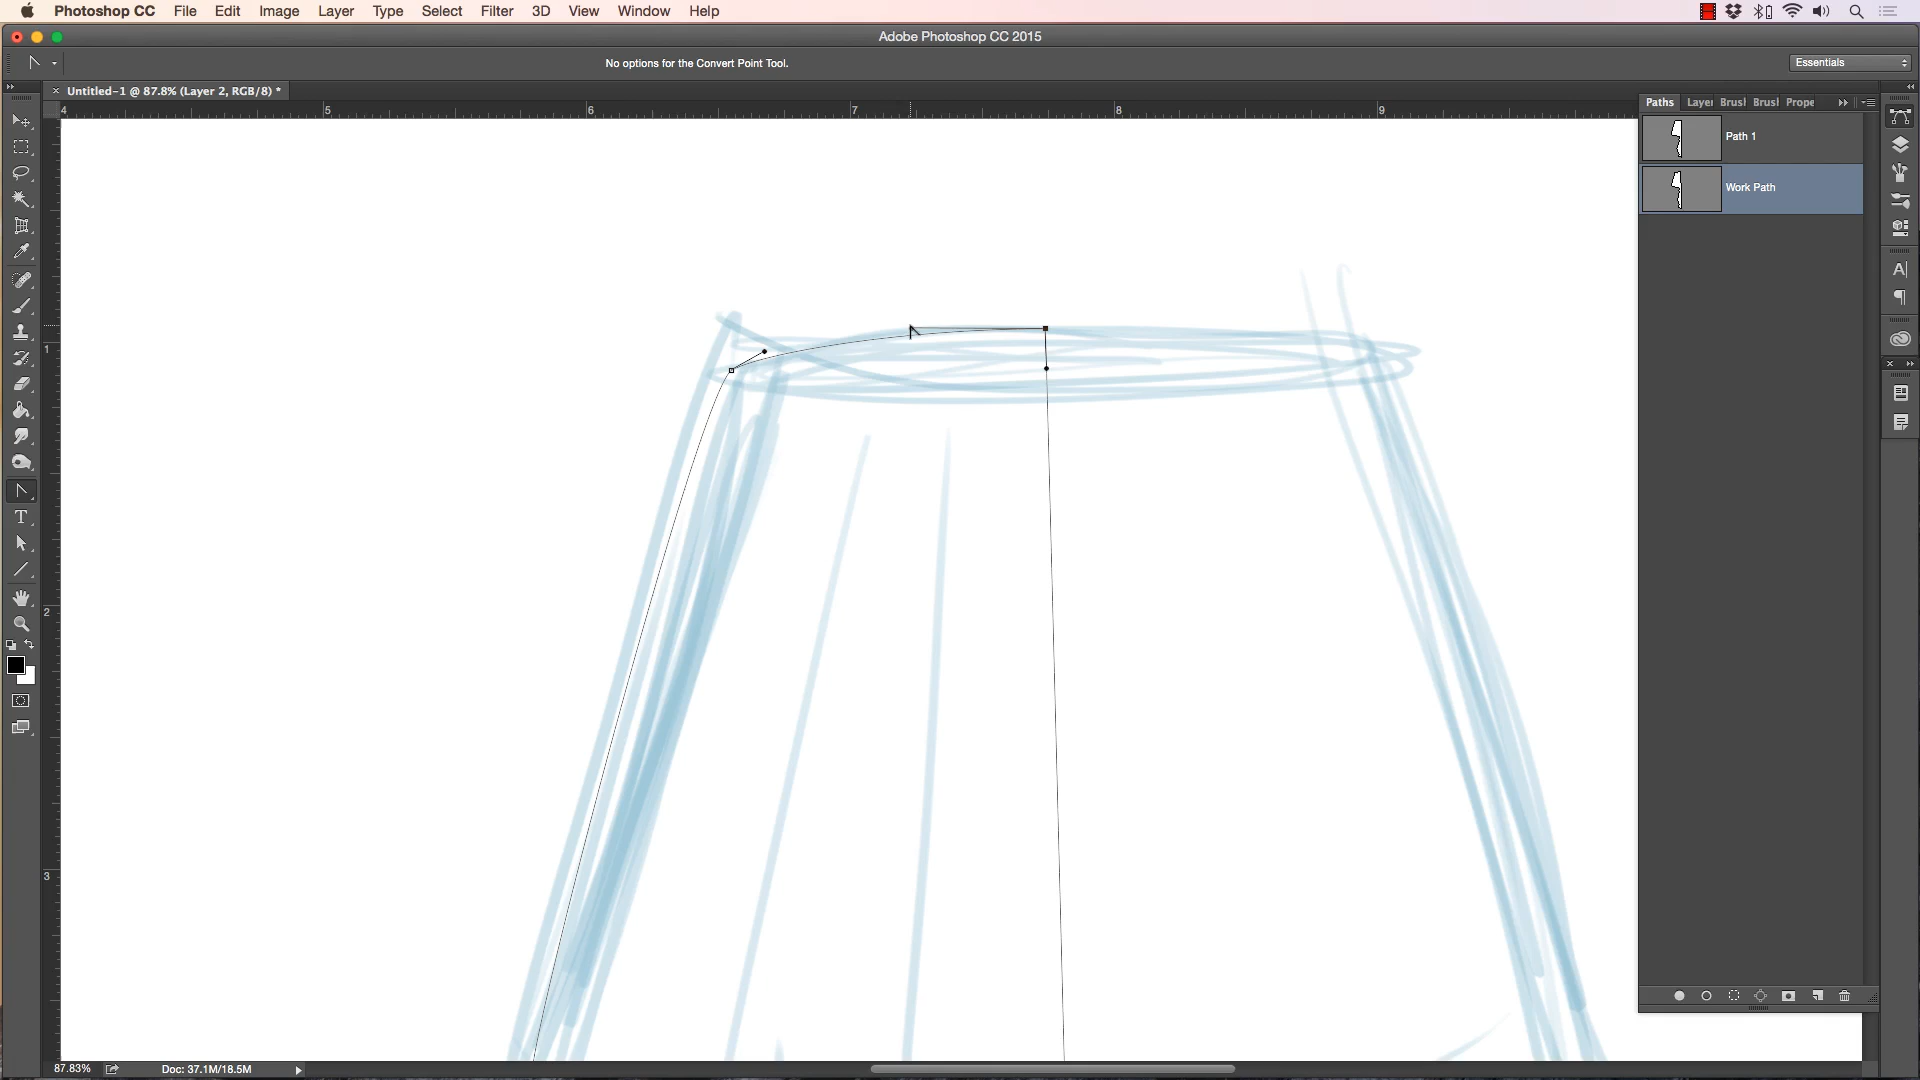 Photoshop CC File Edit Image Layer Type Select Filter 3D View Window Help
Adobe Photoshop CC 2015
No options for the Convert Point Tool.
Essentials
Untitled-1 @ 87.8% (Layer 2, RGB/8) *
Paths Layer Brusl Brusl Prope
4 5 6 7 8 9
Path 1
Work Path
1
2
3
87.83% Doc: 37.1M/18.5M